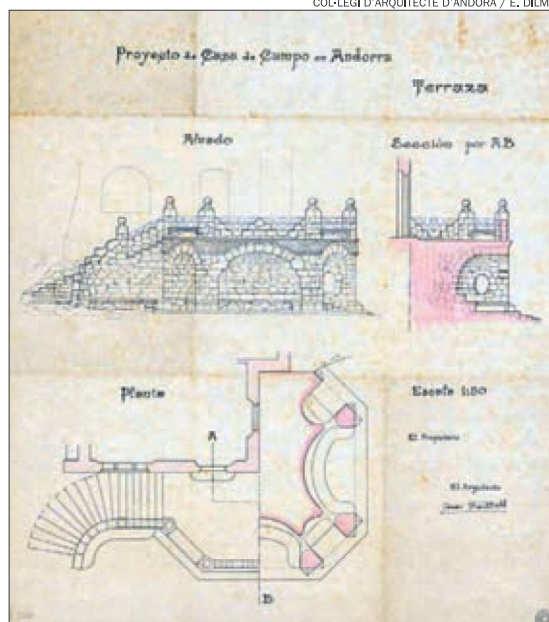 COL·LEGI D'ARQUITECTE D'ANDORRA / E. DILM
Proyecto de Casa de Campo en Andorra
Terraza
Alzado
Sección por AB
Planta
Escala 1:50
A
El Propietario
El Arquitecto
B